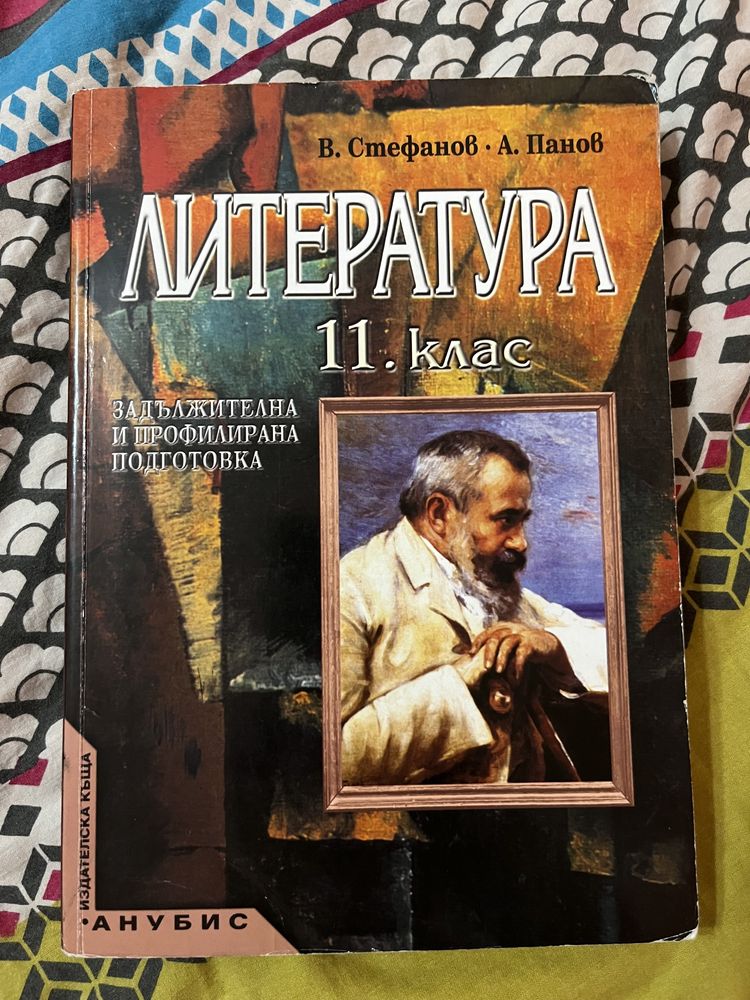 В. Стефанов · А. Панов
ЛИТЕРАТУРА
11. клас
ЗАДЪЛЖИТЕЛНА
И ПРОФИЛИРАНА
ПОДГОТОВКА
ИЗДАТЕЛСКА КЪЩА
·АНУБИС